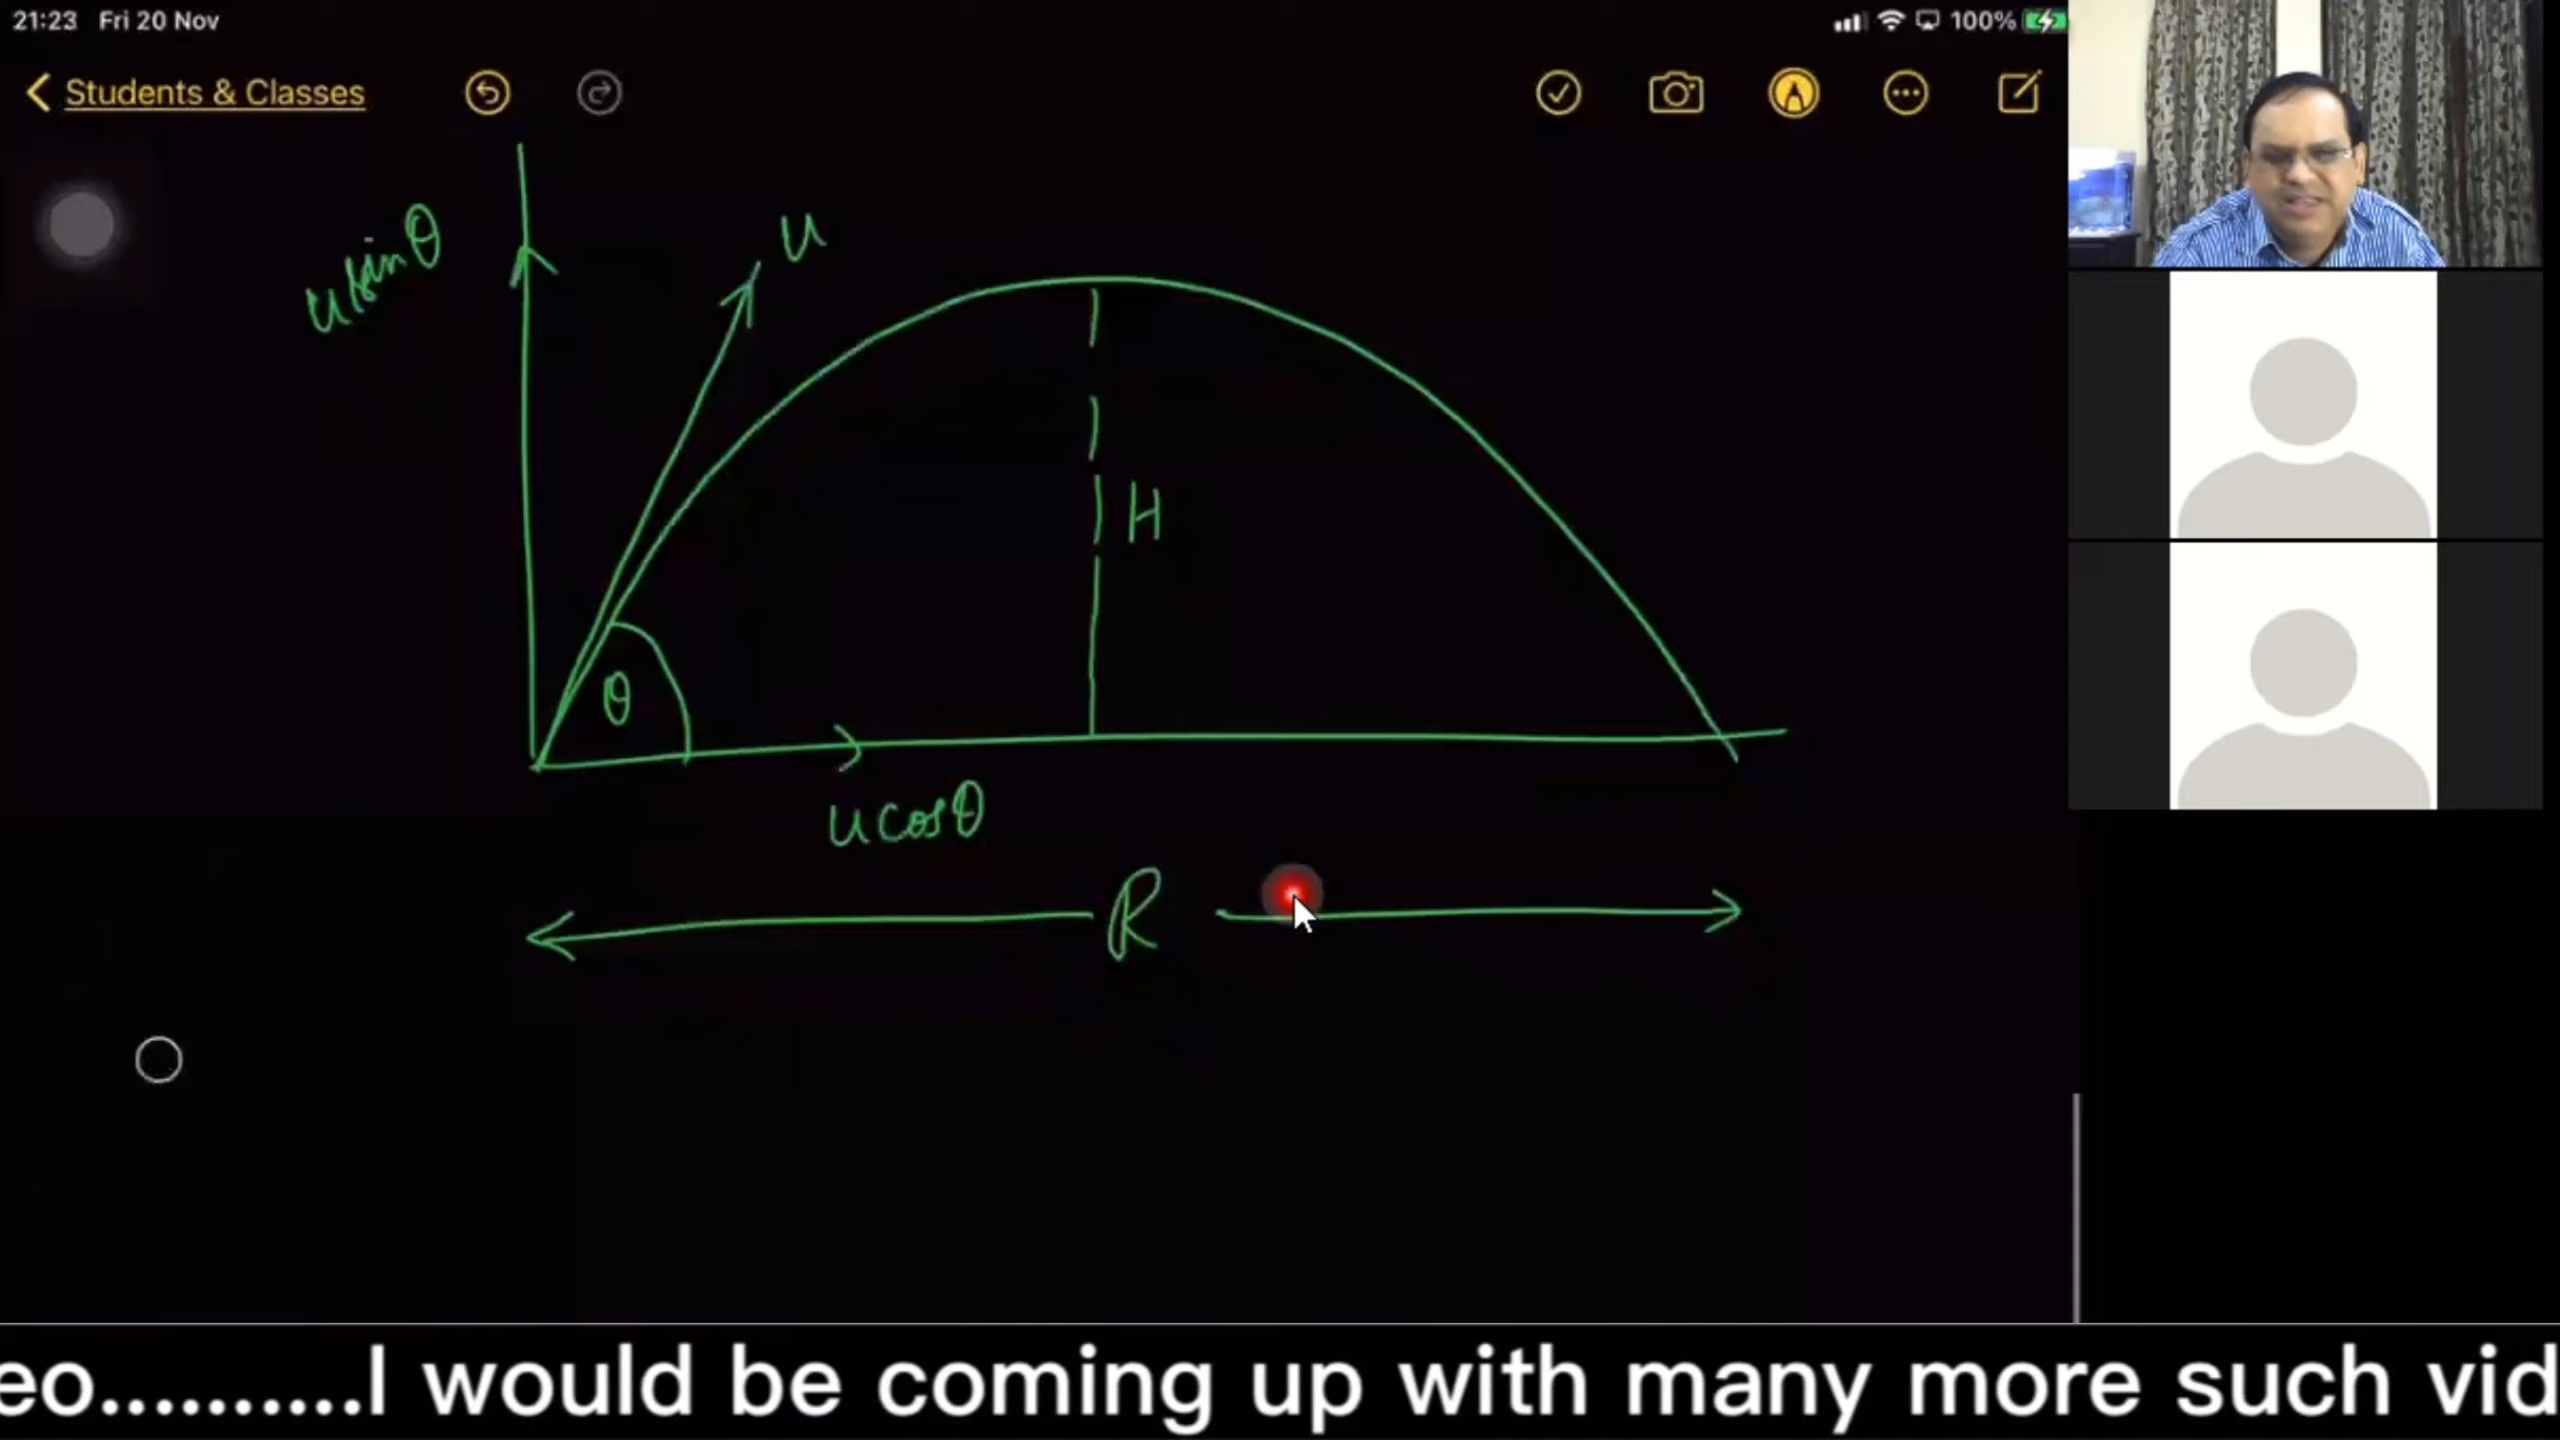 21:23 Fri 20 Nov
100%
Students & Classes
u sinθ
u
H
θ
u cosθ
R
eo..........I would be coming up with many more such vid